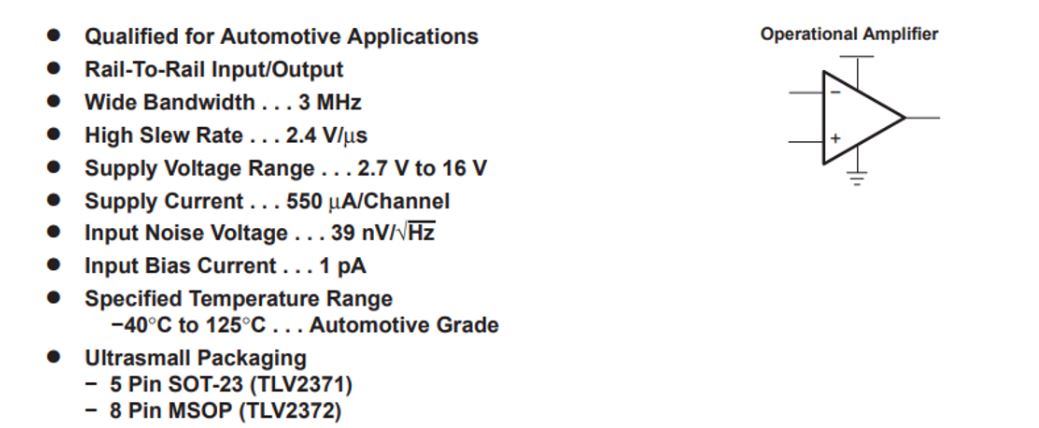 ● Qualified for Automotive Applications
● Rail-To-Rail Input/Output
● Wide Bandwidth . . . 3 MHz
● High Slew Rate . . . 2.4 V/μs
● Supply Voltage Range . . . 2.7 V to 16 V
● Supply Current . . . 550 μA/Channel
● Input Noise Voltage . . . 39 nV/√Hz
● Input Bias Current . . . 1 pA
● Specified Temperature Range
−40°C to 125°C . . . Automotive Grade
● Ultrasmall Packaging
− 5 Pin SOT-23 (TLV2371)
− 8 Pin MSOP (TLV2372)
Operational Amplifier
−
+